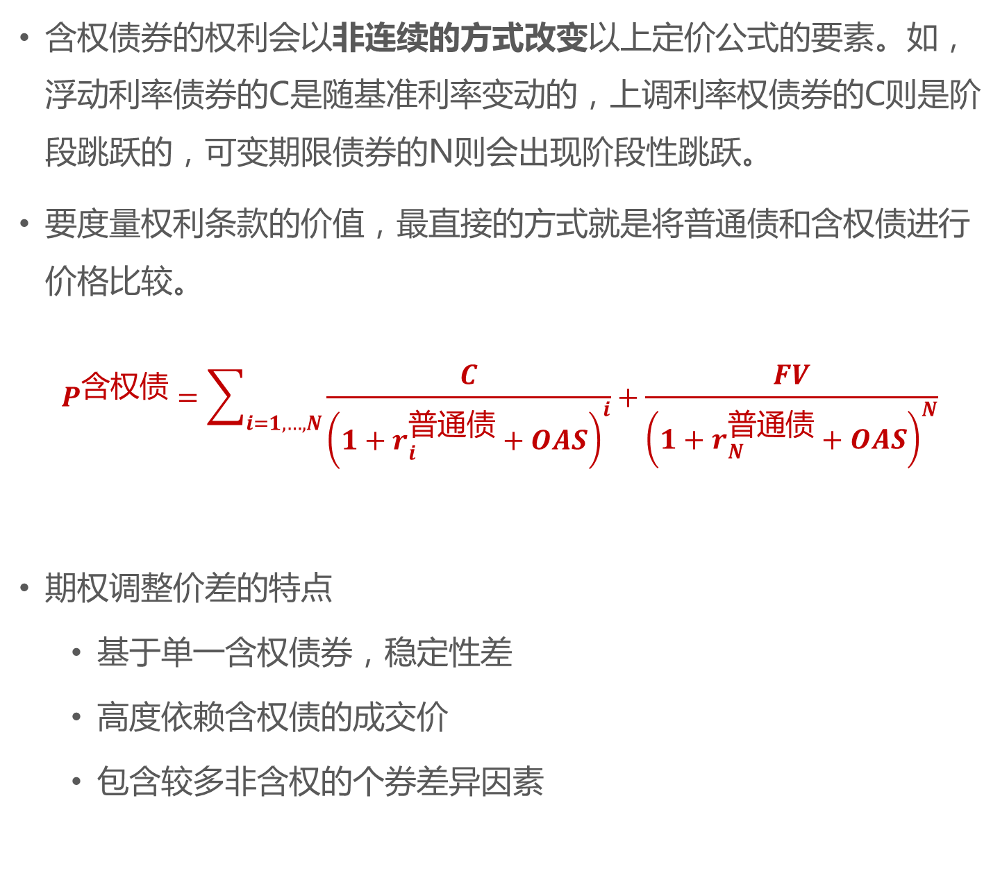 • 含权债券的权利会以非连续的方式改变以上定价公式的要素。如，
浮动利率债券的C是随基准利率变动的，上调利率权债券的C则是阶
段跳跃的，可变期限债券的N则会出现阶段性跳跃。
• 要度量权利条款的价值，最直接的方式就是将普通债和含权债进行
价格比较。
P^含权债 = ∑_{i=1,…,N} C / (1 + r_i^普通债 + OAS)^i + FV / (1 + r_N^普通债 + OAS)^N
• 期权调整价差的特点
• 基于单一含权债券，稳定性差
• 高度依赖含权债的成交价
• 包含较多非含权的个券差异因素